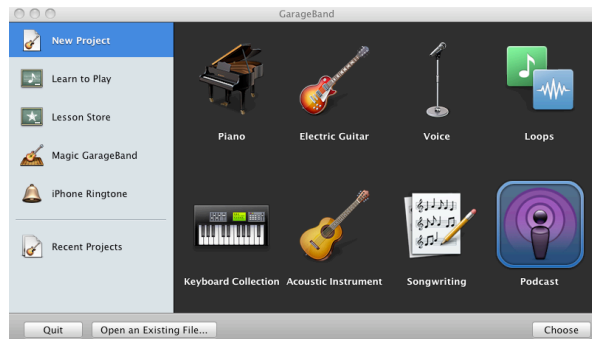 GarageBand
New Project
Learn to Play
Lesson Store
Magic GarageBand
iPhone Ringtone
Recent Projects
Piano
Electric Guitar
Voice
Loops
Keyboard Collection
Acoustic Instrument
Songwriting
Podcast
Quit
Open an Existing File...
Choose